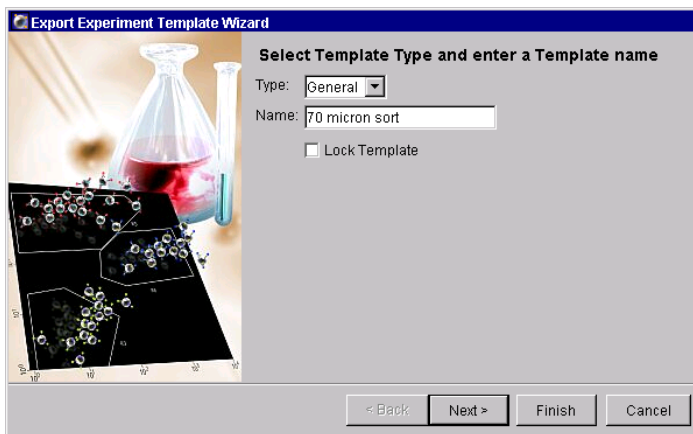 Export Experiment Template Wizard
Select Template Type and enter a Template name
Type: General
Name: 70 micron sort
Lock Template
< Back Next > Finish Cancel